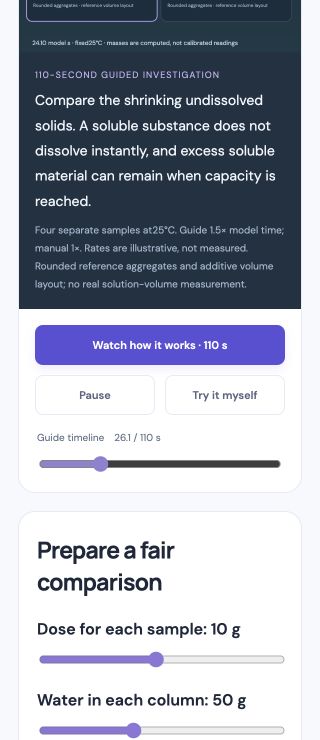 Rounded aggregates · reference volume layout
Rounded aggregates · reference volume layout
24.10 model s · fixed25°C · masses are computed, not calibrated readings
110-SECOND GUIDED INVESTIGATION
Compare the shrinking undissolved
solids. A soluble substance does not
dissolve instantly, and excess soluble
material can remain when capacity is
reached.
Four separate samples at25°C. Guide 1.5× model time;
manual 1×. Rates are illustrative, not measured.
Rounded reference aggregates and additive volume
layout; no real solution-volume measurement.
Watch how it works · 110 s
Pause
Try it myself
Guide timeline 26.1 / 110 s
Prepare a fair
comparison
Dose for each sample: 10 g
Water in each column: 50 g